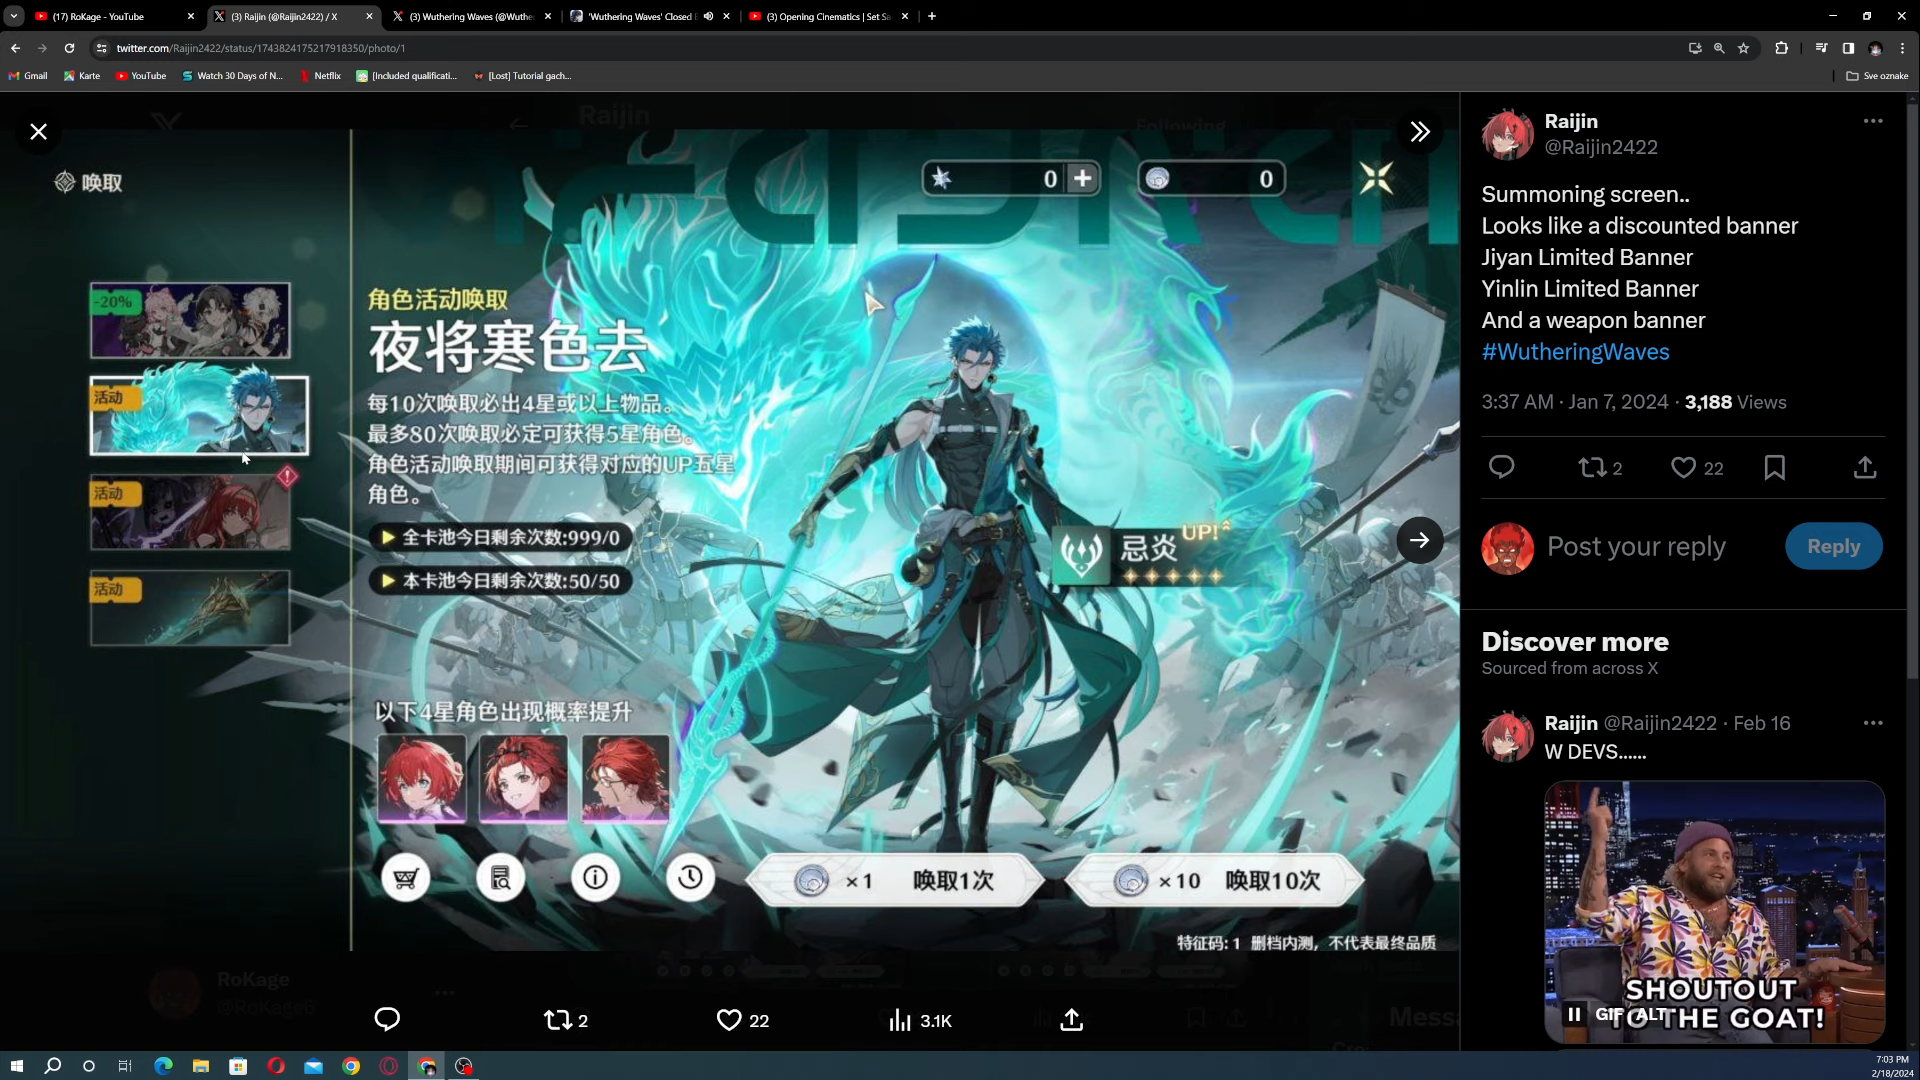 (17) RoKage - YouTube
(3) Raijin (@Raijin2422) / X
(3) Wuthering Waves (@Wuthe
'Wuthering Waves' Closed
(3) Opening Cinematics | Set Sa
twitter.com/Raijin2422/status/1743824175217918350/photo/1
Gmail
Karte
YouTube
Watch 30 Days of N...
Netflix
[Included qualificati...
[Lost] Tutorial gach...
Sve oznake
Raijin
Following
唤取
0
0
-20%
活动
活动
活动
角色活动唤取
夜将寒色去
每10次唤取必出4星或以上物品。
最多80次唤取必定可获得5星角色。
角色活动唤取期间可获得对应的UP五星
角色。
全卡池今日剩余次数:999/0
本卡池今日剩余次数:50/50
忌炎
UP!
以下4星角色出现概率提升
×1 唤取1次
×10 唤取10次
特征码: 1 删档内测，不代表最终品质
RoKage
2
22
3.1K
Raijin
@Raijin2422
Summoning screen..
Looks like a discounted banner
Jiyan Limited Banner
Yinlin Limited Banner
And a weapon banner
#WutheringWaves
3:37 AM · Jan 7, 2024 · 3,188 Views
2
22
Post your reply
Reply
Discover more
Sourced from across X
Raijin @Raijin2422 · Feb 16
W DEVS......
SHOUTOUT
TO THE GOAT!
GIF ALT
7:03 PM
2/18/2024